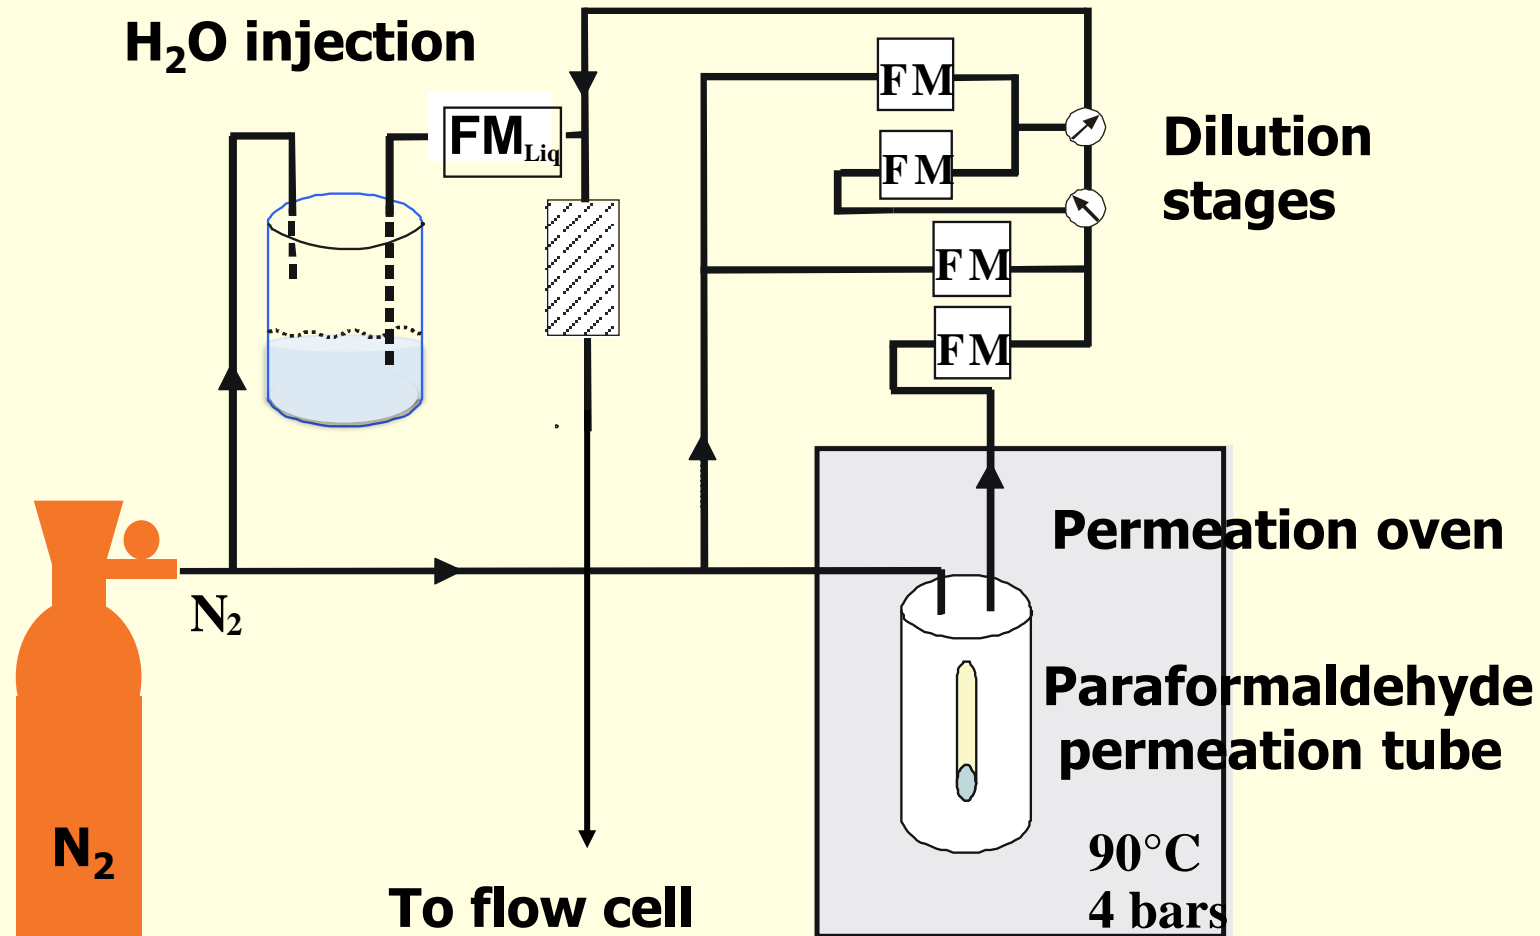 H₂O injection
FM_Liq
FM
FM
FM
FM
Dilution
stages
Permeation oven
N₂
Paraformaldehyde
permeation tube
N₂
90°C
4 bars
To flow cell